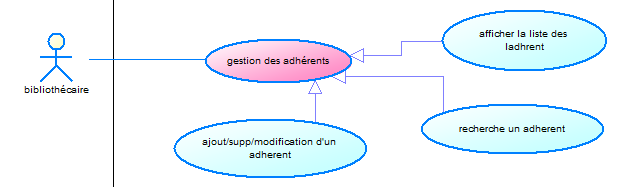 afficher la liste des
ladhrent
gestion des adhérents
bibliothécaire
recherche un adherent
ajout/supp/modification d'un
adherent